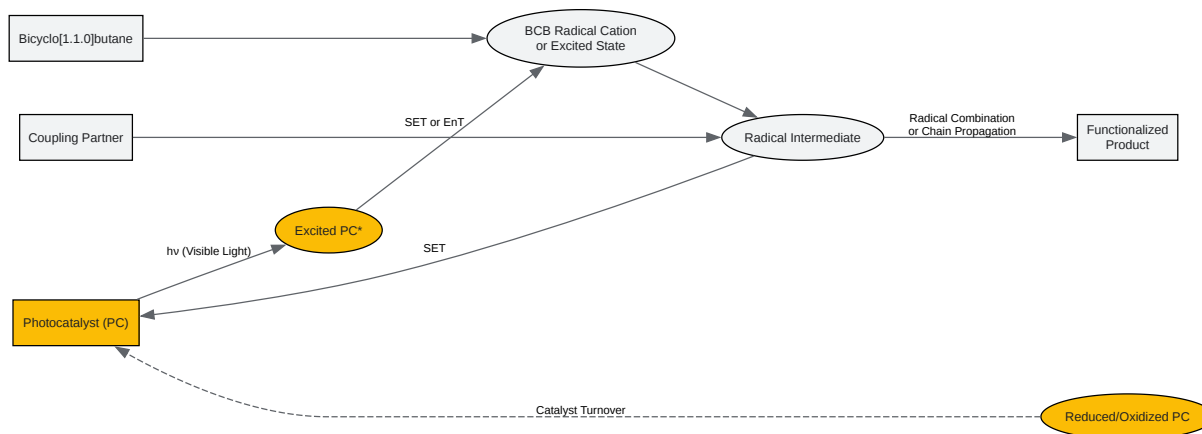 Bicyclo[1.1.0]butane
BCB Radical Cation
or Excited State
SET or EnT
Coupling Partner
Radical Intermediate
Radical Combination
or Chain Propagation
Functionalized
Product
Excited PC*
hν (Visible Light)
SET
Photocatalyst (PC)
Catalyst Turnover
Reduced/Oxidized PC